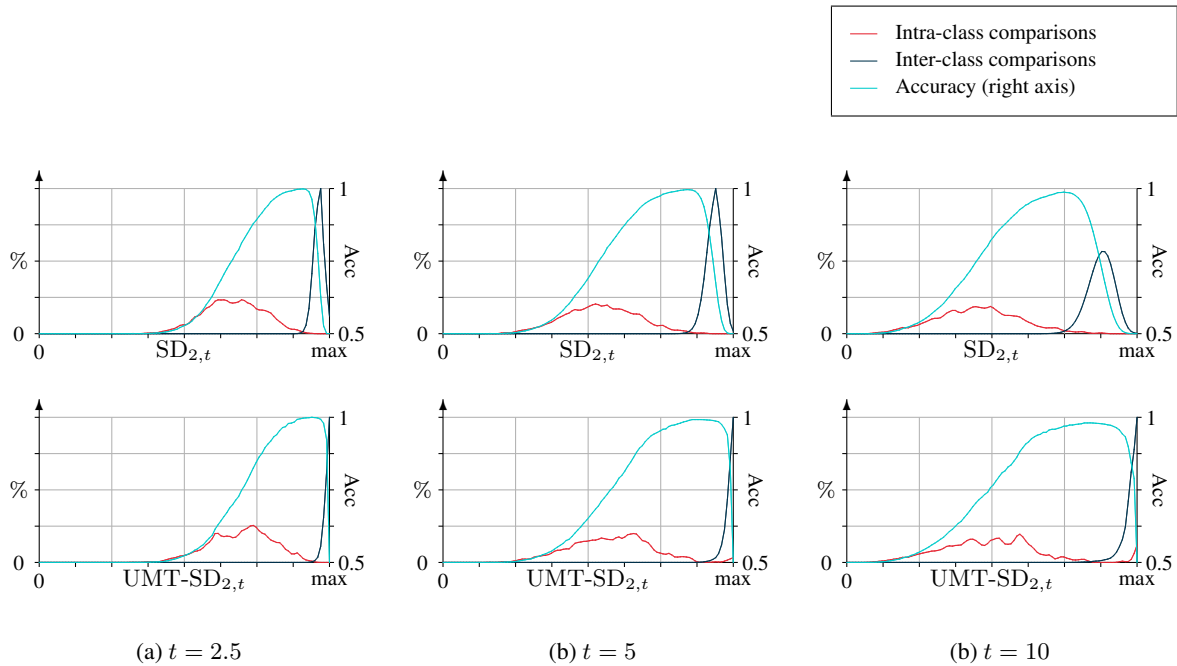 Intra-class comparisons
Inter-class comparisons
Accuracy (right axis)
1 1 1
% Acc % Acc % Acc
0 0.5 0 0.5 0 0.5
0 SD₂,ₜ max 0 SD₂,ₜ max 0 SD₂,ₜ max
1 1 1
% Acc % Acc % Acc
0 0.5 0 0.5 0 0.5
0 UMT-SD₂,ₜ max 0 UMT-SD₂,ₜ max 0 UMT-SD₂,ₜ max
(a) t = 2.5 (b) t = 5 (b) t = 10